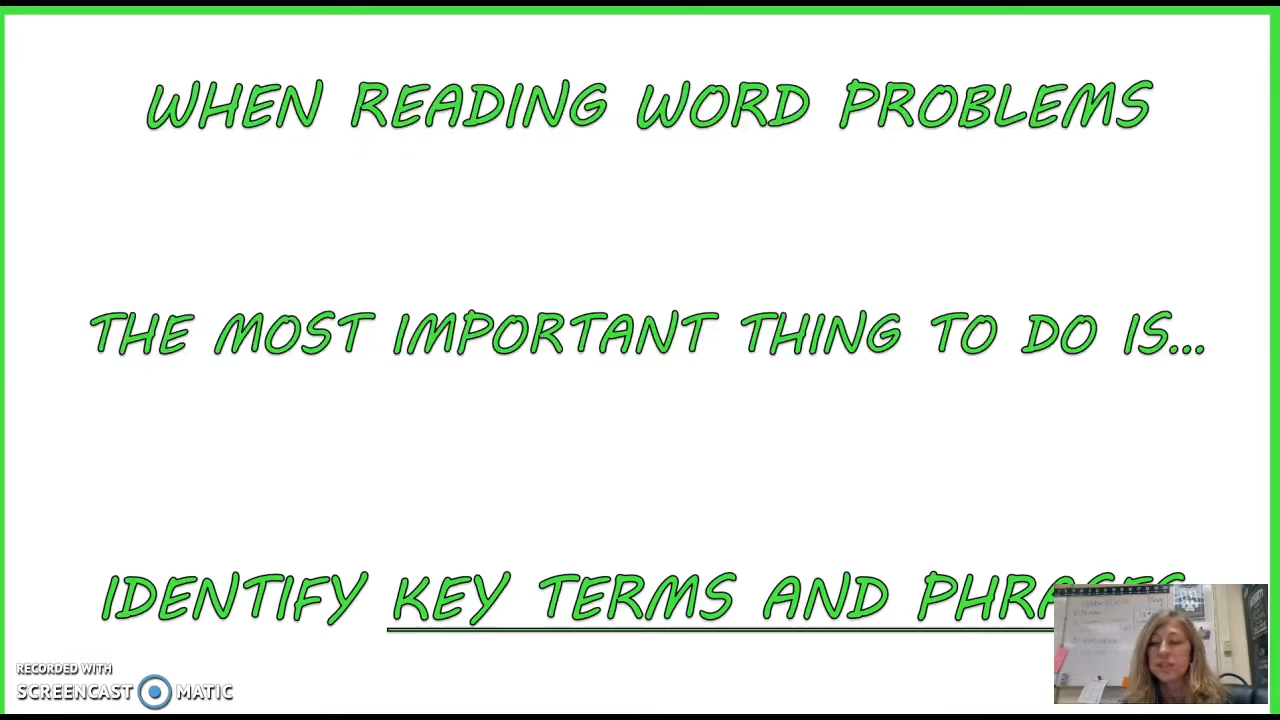 WHEN READING WORD PROBLEMS
THE MOST IMPORTANT THING TO DO IS...
IDENTIFY KEY TERMS AND PHRASES
RECORDED WITH
SCREENCAST MATIC